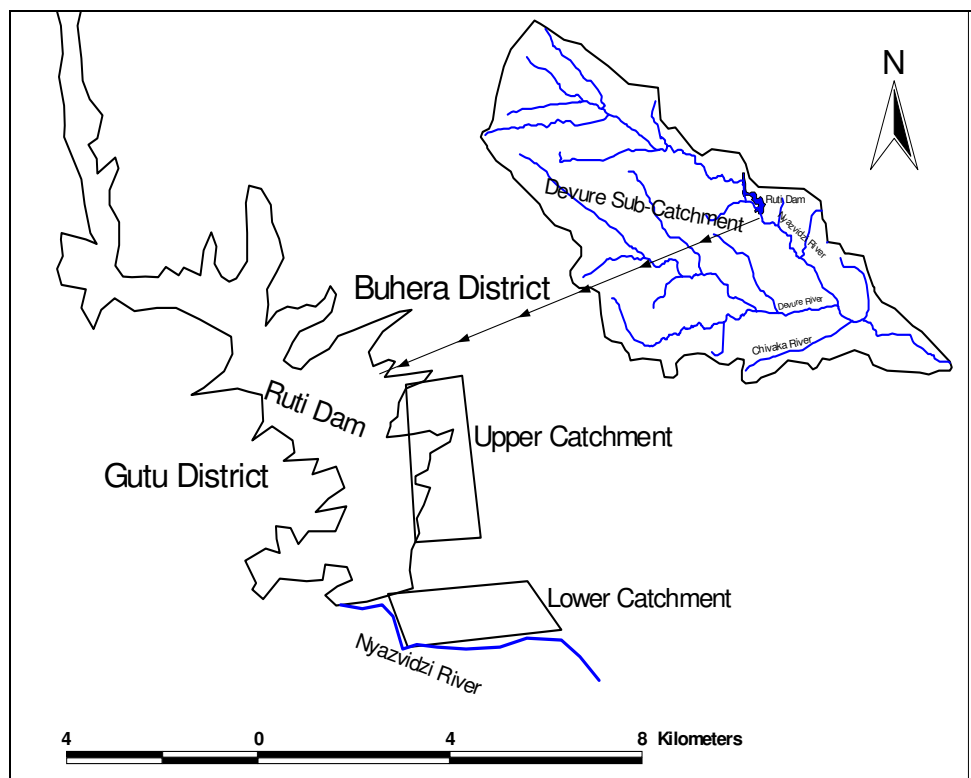 N
Devure Sub-Catchment
Ruti Dam
Nyazvidzi River
Devure River
Chivaka River
Buhera District
Ruti Dam
Upper Catchment
Gutu District
Lower Catchment
Nyazvidzi River
4 0 4 8 Kilometers